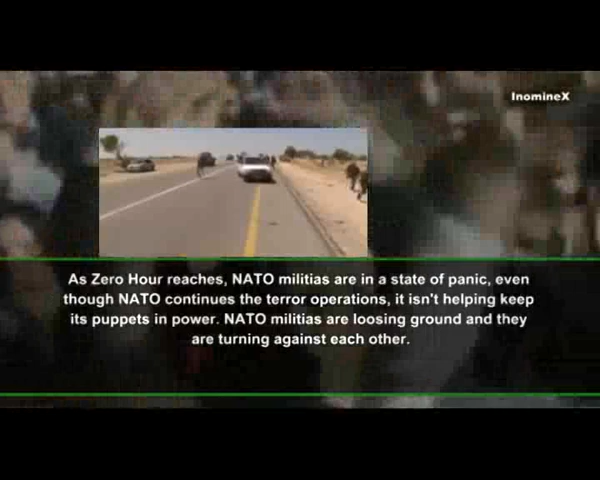 InomineX
As Zero Hour reaches, NATO militias are in a state of panic, even
though NATO continues the terror operations, it isn't helping keep
its puppets in power. NATO militias are loosing ground and they
are turning against each other.